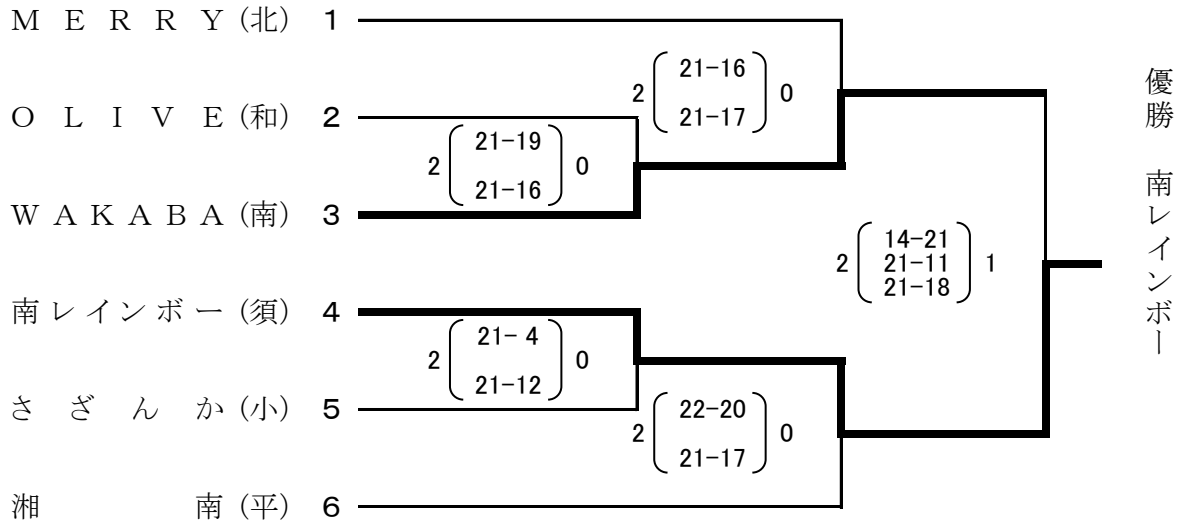 MERRY(北) 1
2 21-16 0
21-17
OLIVE(和) 2
2 21-19 0
21-16
WAKABA(南) 3
2 14-21 1
21-11
21-18
南レインボー(須) 4
2 21- 4 0
21-12
さざんか(小) 5
2 22-20 0
21-17
湘南(平) 6
優勝 南レインボー